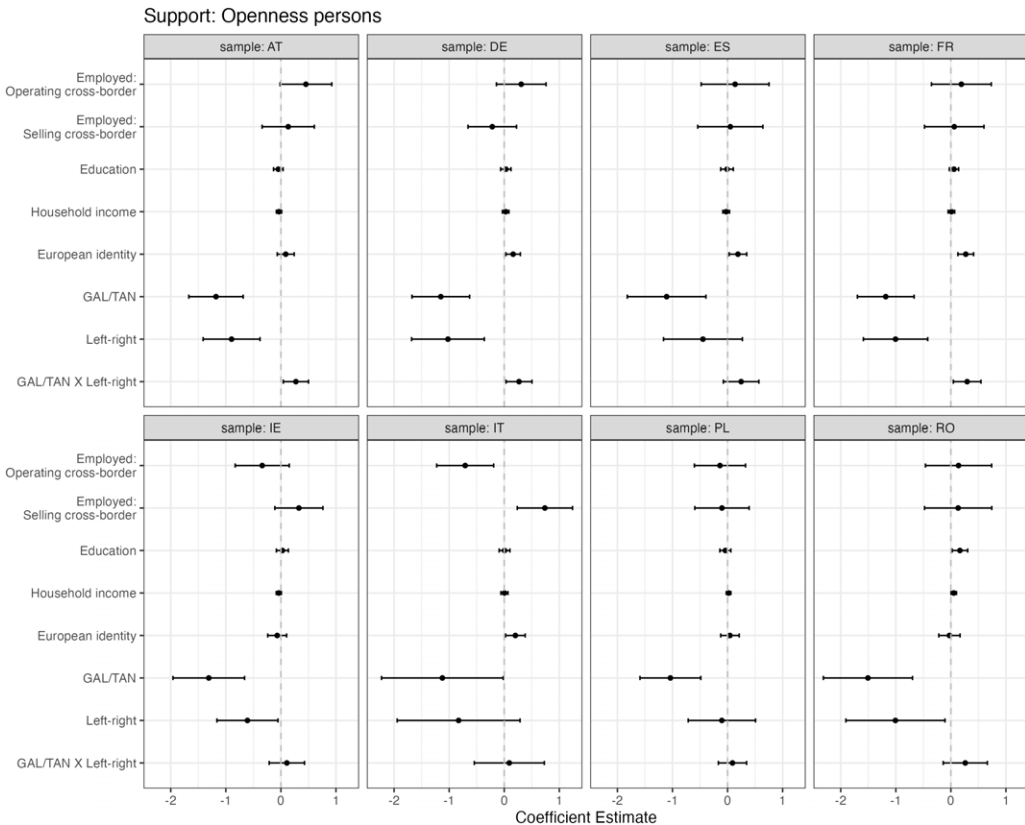 Support: Openness persons
sample: AT
sample: DE
sample: ES
sample: FR
Employed:
Operating cross-border
Employed:
Selling cross-border
Education
Household income
European identity
GAL/TAN
Left-right
GAL/TAN X Left-right
sample: IE
sample: IT
sample: PL
sample: RO
Employed:
Operating cross-border
Employed:
Selling cross-border
Education
Household income
European identity
GAL/TAN
Left-right
GAL/TAN X Left-right
-2 -1 0 1 -2 -1 0 1 -2 -1 0 1 -2 -1 0 1
Coefficient Estimate